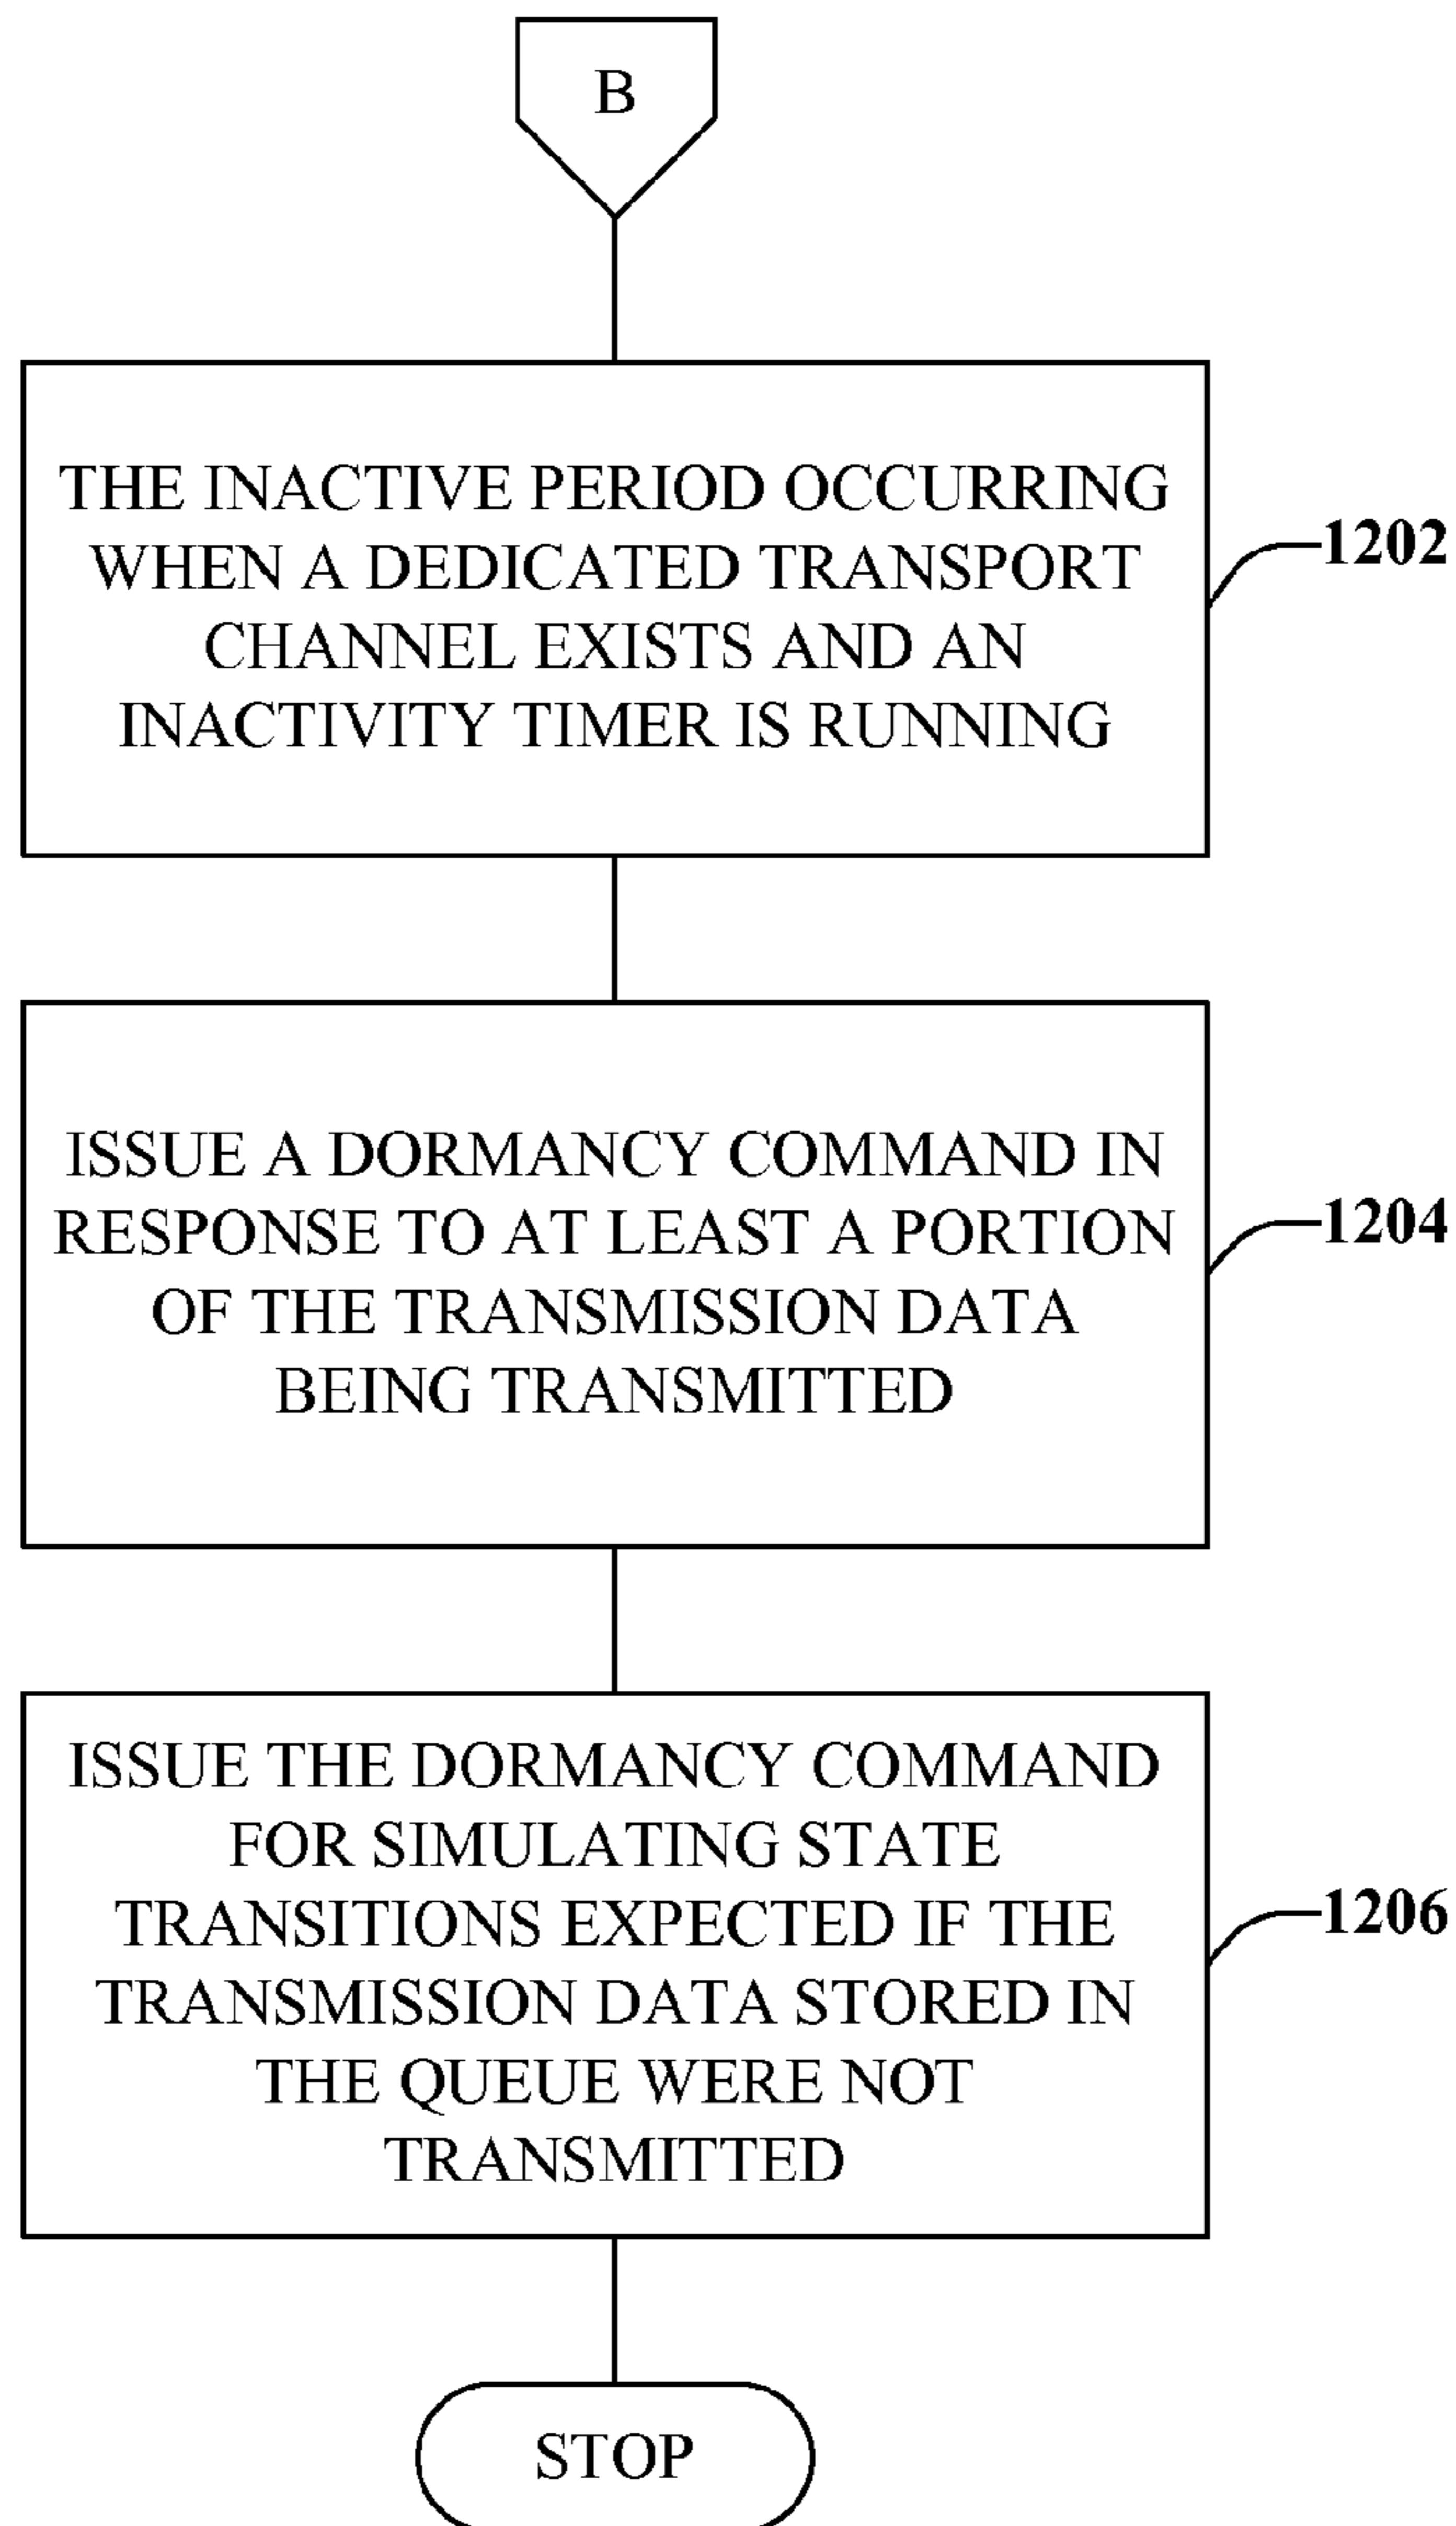 B
THE INACTIVE PERIOD OCCURRING
WHEN A DEDICATED TRANSPORT
CHANNEL EXISTS AND AN
INACTIVITY TIMER IS RUNNING
1202
ISSUE A DORMANCY COMMAND IN
RESPONSE TO AT LEAST A PORTION
OF THE TRANSMISSION DATA
BEING TRANSMITTED
1204
ISSUE THE DORMANCY COMMAND
FOR SIMULATING STATE
TRANSITIONS EXPECTED IF THE
TRANSMISSION DATA STORED IN
THE QUEUE WERE NOT
TRANSMITTED
1206
STOP